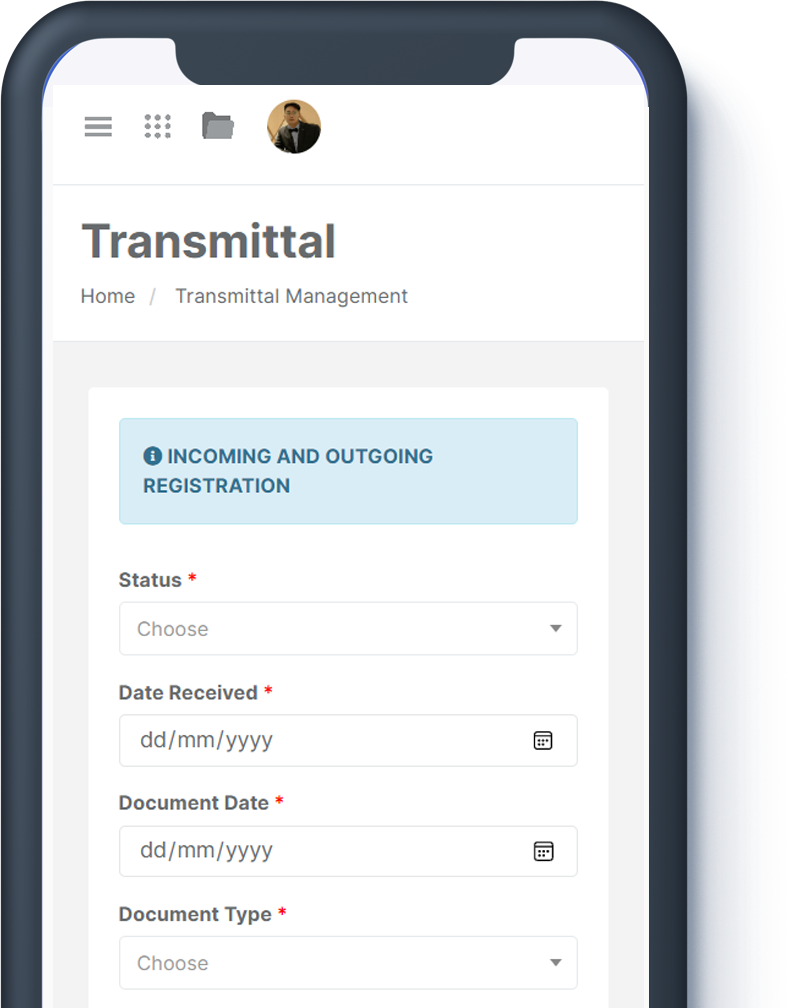 Transmittal
Home / Transmittal Management
INCOMING AND OUTGOING
REGISTRATION
Status *
Choose
Date Received *
dd/mm/yyyy
Document Date *
dd/mm/yyyy
Document Type *
Choose